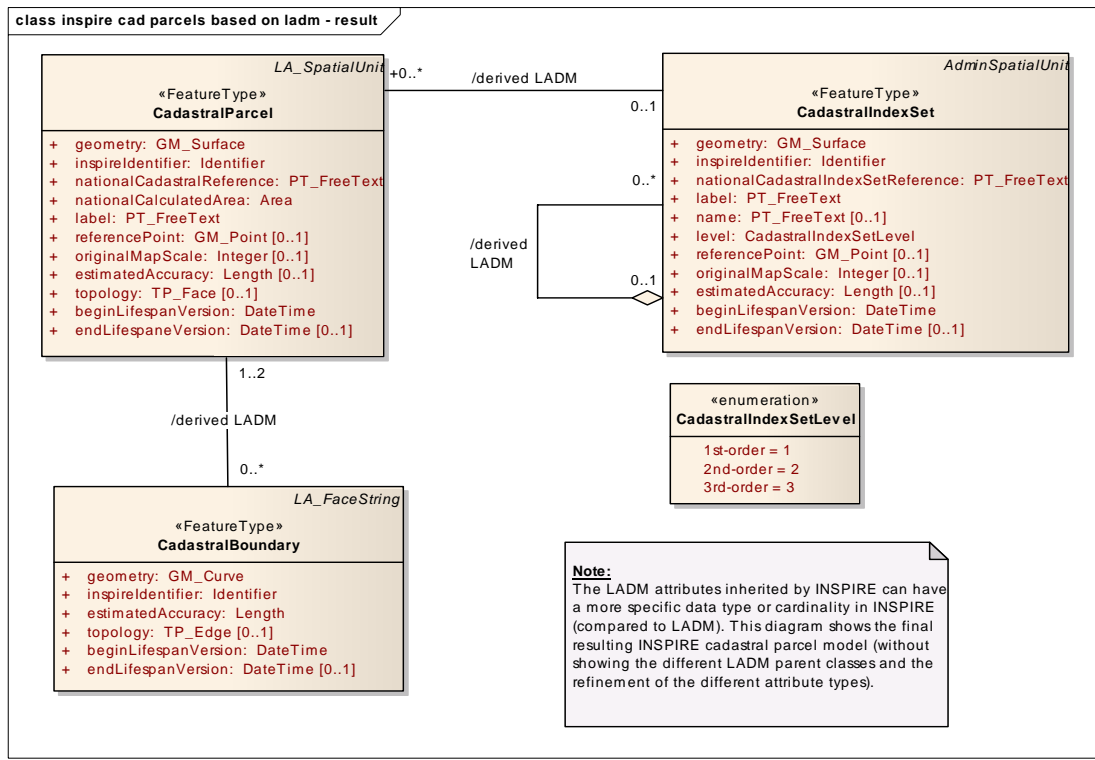 class inspire cad parcels based on ladm - result
LA_SpatialUnit
«FeatureType»
CadastralParcel
+ geometry: GM_Surface
+ inspireIdentifier: Identifier
+ nationalCadastralReference: PT_FreeText
+ nationalCalculatedArea: Area
+ label: PT_FreeText
+ referencePoint: GM_Point [0..1]
+ originalMapScale: Integer [0..1]
+ estimatedAccuracy: Length [0..1]
+ topology: TP_Face [0..1]
+ beginLifespanVersion: DateTime
+ endLifespaneVersion: DateTime [0..1]
+0..*
/derived LADM
0..1
AdminSpatialUnit
«FeatureType»
CadastralIndexSet
+ geometry: GM_Surface
+ inspireIdentifier: Identifier
+ nationalCadastralIndexSetReference: PT_FreeText
+ label: PT_FreeText
+ name: PT_FreeText [0..1]
+ level: CadastralIndexSetLevel
+ referencePoint: GM_Point [0..1]
+ originalMapScale: Integer [0..1]
+ estimatedAccuracy: Length [0..1]
+ beginLifespanVersion: DateTime
+ endLifespanVersion: DateTime [0..1]
0..*
/derived
LADM
0..1
1..2
/derived LADM
0..*
LA_FaceString
«FeatureType»
CadastralBoundary
+ geometry: GM_Curve
+ inspireIdentifier: Identifier
+ estimatedAccuracy: Length
+ topology: TP_Edge [0..1]
+ beginLifespanVersion: DateTime
+ endLifespanVersion: DateTime [0..1]
«enumeration»
CadastralIndexSetLevel
1st-order = 1
2nd-order = 2
3rd-order = 3
Note:
The LADM attributes inherited by INSPIRE can have
a more specific data type or cardinality in INSPIRE
(compared to LADM). This diagram shows the final
resulting INSPIRE cadastral parcel model (without
showing the different LADM parent classes and the
refinement of the different attribute types).